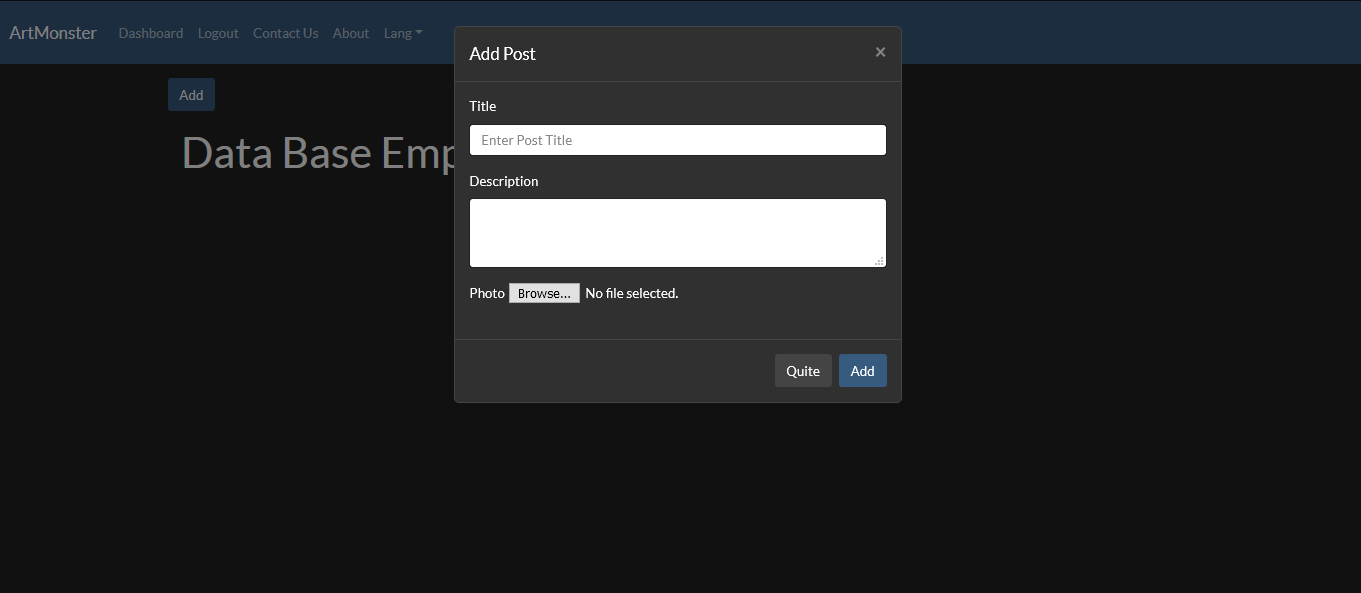 ArtMonster Dashboard Logout Contact Us About Lang
Add Post ×
Add
Title
Enter Post Title
Data Base
Description
Photo Browse... No file selected.
Quite Add